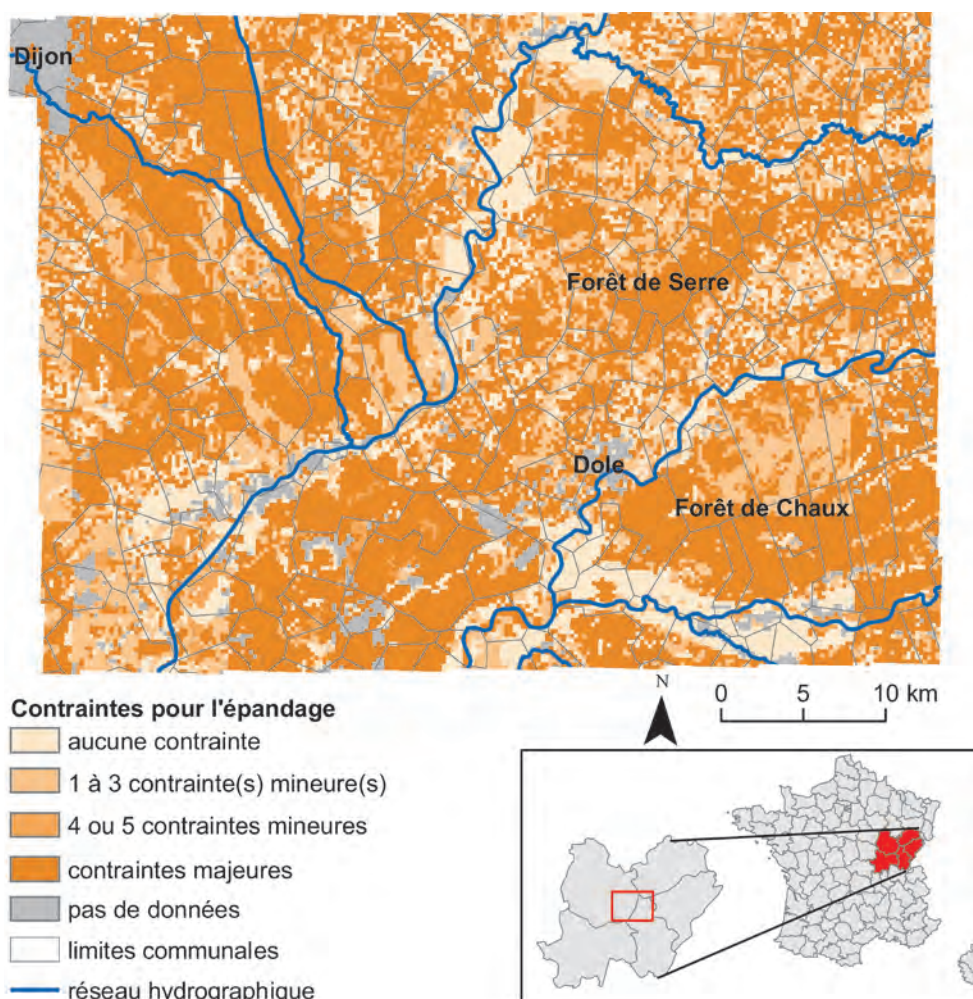 Dijon
Forêt de Serre
Dole
Forêt de Chaux
N
0 5 10 km
Contraintes pour l'épandage
aucune contrainte
1 à 3 contrainte(s) mineure(s)
4 ou 5 contraintes mineures
contraintes majeures
pas de données
limites communales
réseau hydrographique